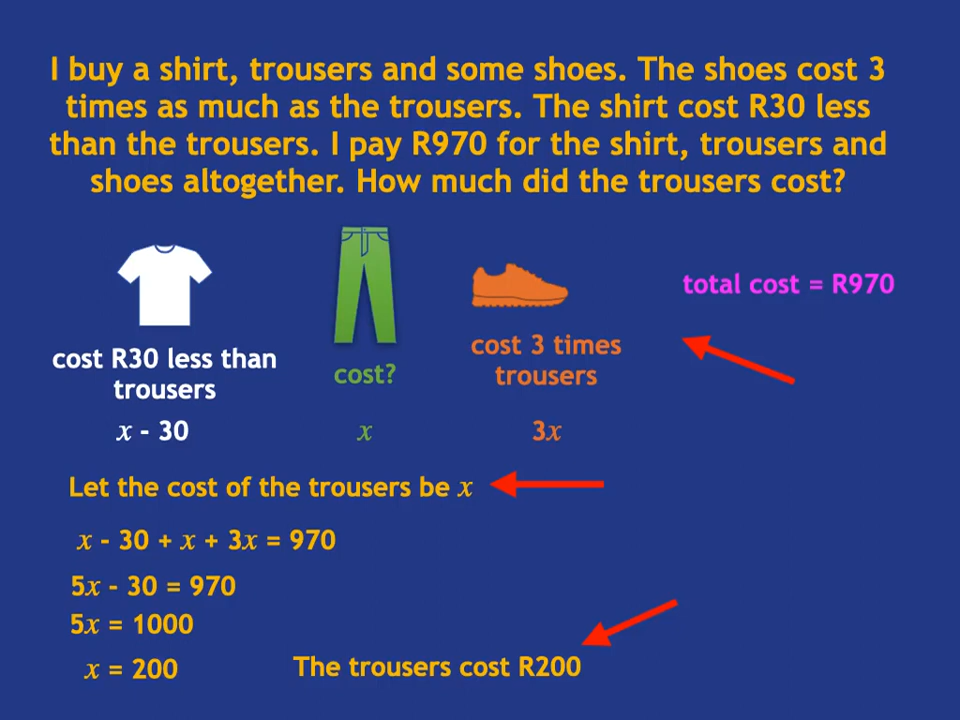 I buy a shirt, trousers and some shoes. The shoes cost 3
times as much as the trousers. The shirt cost R30 less
than the trousers. I pay R970 for the shirt, trousers and
shoes altogether. How much did the trousers cost?
total cost = R970
cost R30 less than
trousers
x - 30
cost?
x
cost 3 times
trousers
3x
Let the cost of the trousers be x
x - 30 + x + 3x = 970
5x - 30 = 970
5x = 1000
x = 200
The trousers cost R200